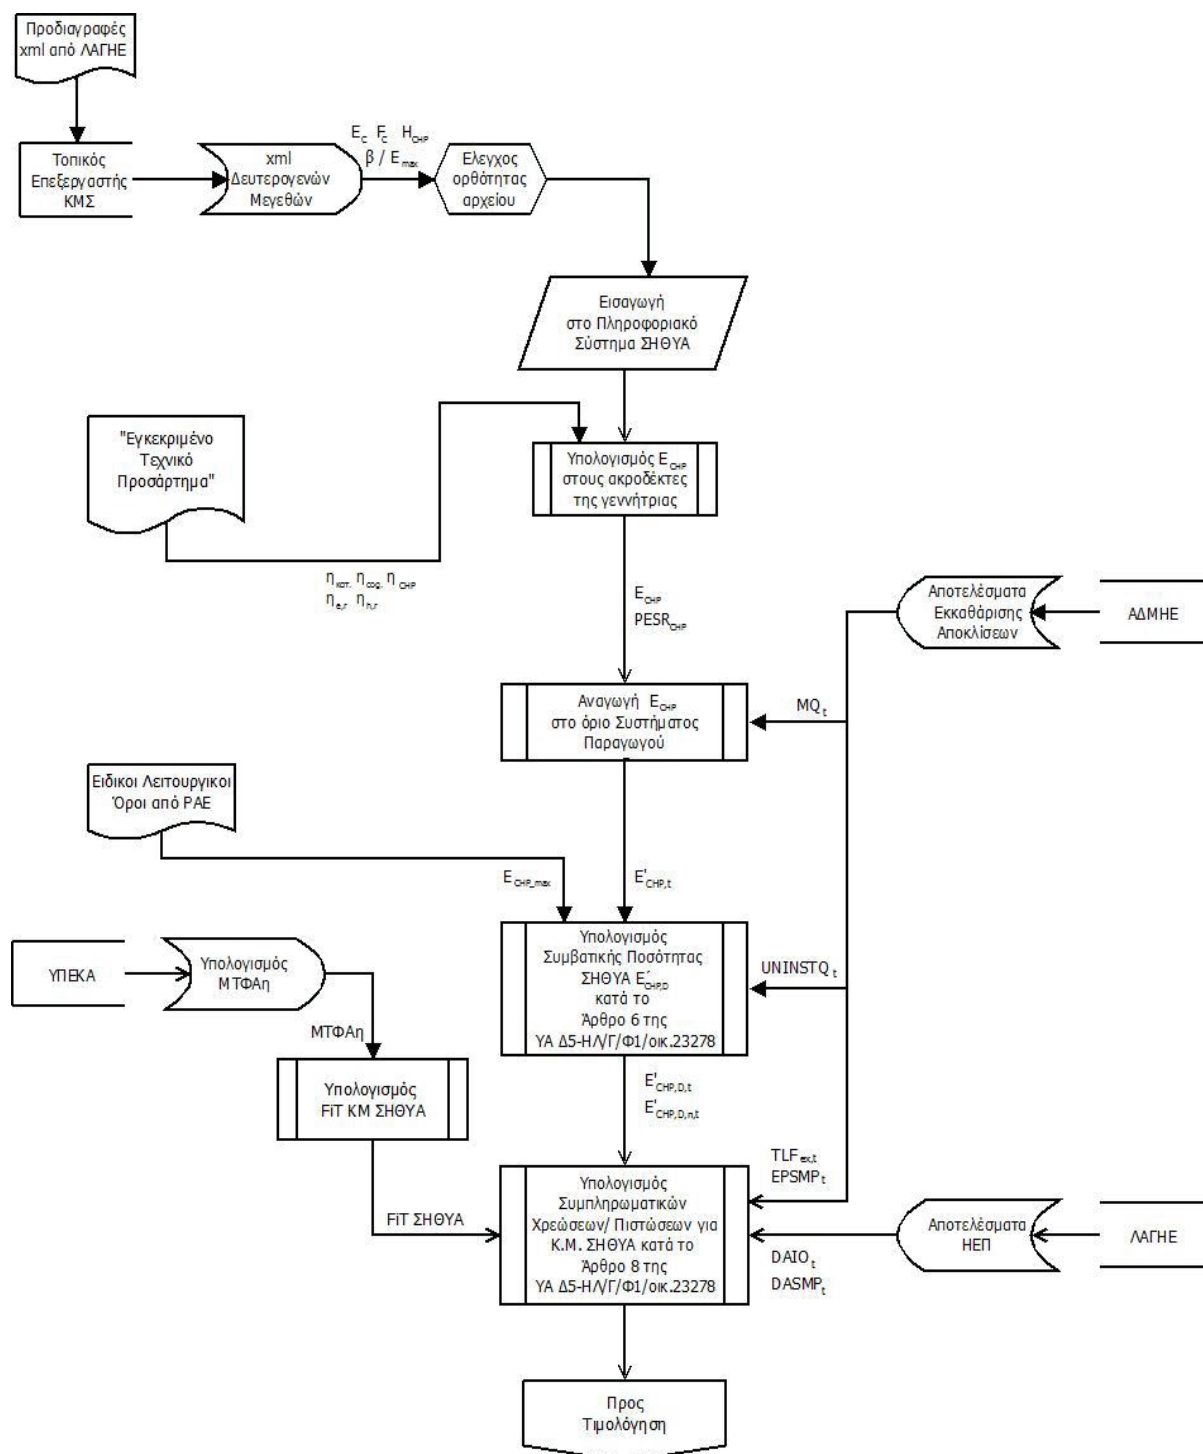 Προδιαγραφές
xml από ΛΑΓΗΕ
Τοπικός
Επεξεργαστής
ΚΜΣ
xml
Δευτερογενών
Μεγεθών
E_c F_c H_CHP
β / E_max
Ελεγχος
ορθότητας
αρχείου
Εισαγωγή
στο Πληροφοριακό
Σύστημα ΣΗΘΥΑ
"Εγκεκριμένο
Τεχνικό
Προσάρτημα"
Υπολογισμός E_CHP
στους ακροδέκτες
της γεννήτριας
η_κατ. η_cog. η_CHP
η_e,r η_h,r
E_CHP
PESR_CHP
Αποτελέσματα
Εκκαθάρισης
Αποκλίσεων
ΑΔΜΗΕ
Αναγωγή E_CHP
στο όριο Συστήματος
Παραγωγού
MQ_t
Ειδικοι Λειτουργικοι
Όροι από ΡΑΕ
E_CHP_max
E'_CHP,t
Υπολογισμός
Συμβατικής Ποσότητας
ΣΗΘΥΑ E'_CHP,D
κατά το
Άρθρο 6 της
ΥΑ Δ5-ΗΛ/Γ/Φ1/οικ.23278
UNINSTQ_t
ΥΠΕΚΑ
Υπολογισμός
ΜΤΦΑη
ΜΤΦΑη
Υπολογισμός
FiT ΚΜ ΣΗΘΥΑ
E'_CHP,D,t
E'_CHP,D,n,t
TLF_ex,t
EPSMP_t
FiT ΣΗΘΥΑ
Υπολογισμός
Συμπληρωματικών
Χρεώσεων/ Πιστώσεων για
Κ.Μ. ΣΗΘΥΑ κατά το
Άρθρο 8 της
ΥΑ Δ5-ΗΛ/Γ/Φ1/οικ.23278
Αποτελέσματα
ΗΕΠ
ΛΑΓΗΕ
DAIO_t
DASMP_t
Προς
Τιμολόγηση